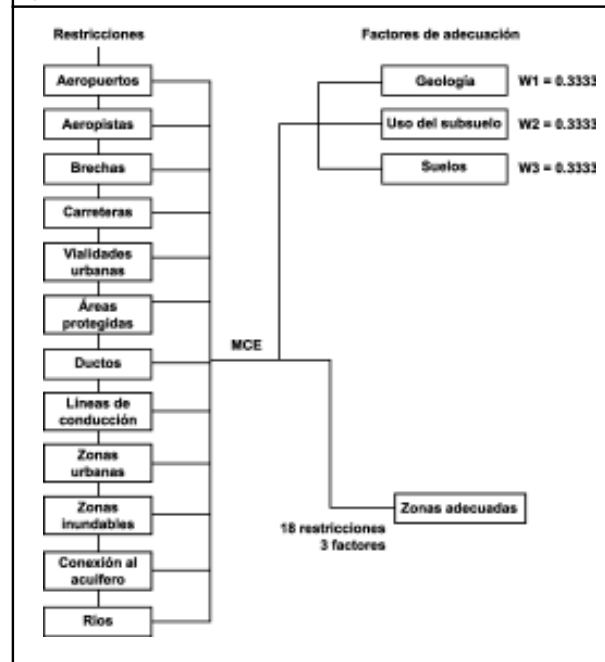 Restricciones
Aeropuertos
Aeropistas
Brechas
Carreteras
Vialidades
urbanas
Áreas
protegidas
Ductos
Líneas de
conducción
Zonas
urbanas
Zonas
inundables
Conexión al
acuífero
Ríos
MCE
Factores de adecuación
Geología W1 = 0.3333
Uso del subsuelo W2 = 0.3333
Suelos W3 = 0.3333
Zonas adecuadas
18 restricciones
3 factores